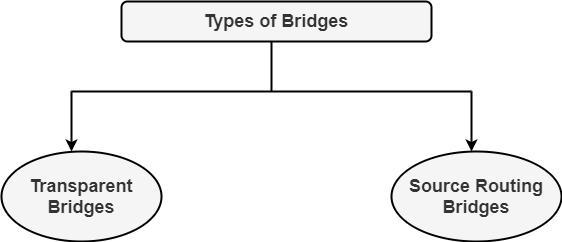 Types of Bridges
Transparent
Bridges
Source Routing
Bridges